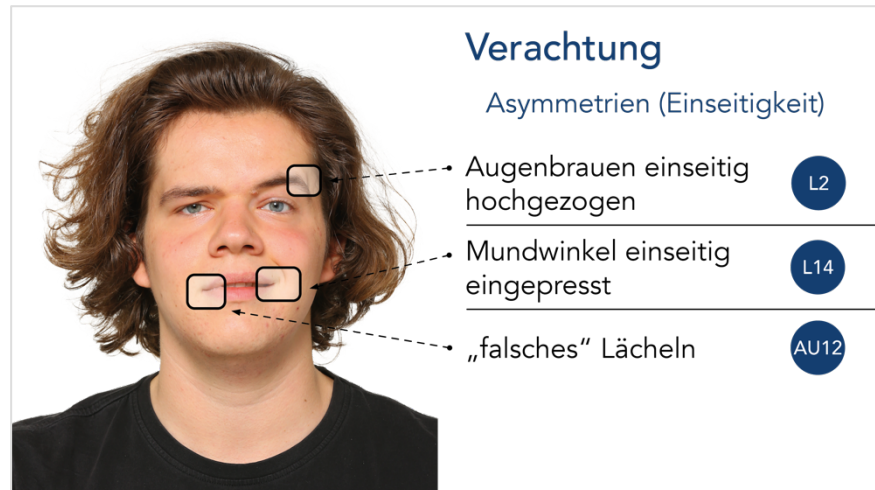 Verachtung
Asymmetrien (Einseitigkeit)
Augenbrauen einseitig
hochgezogen
L2
Mundwinkel einseitig
eingepresst
L14
„falsches“ Lächeln
AU12